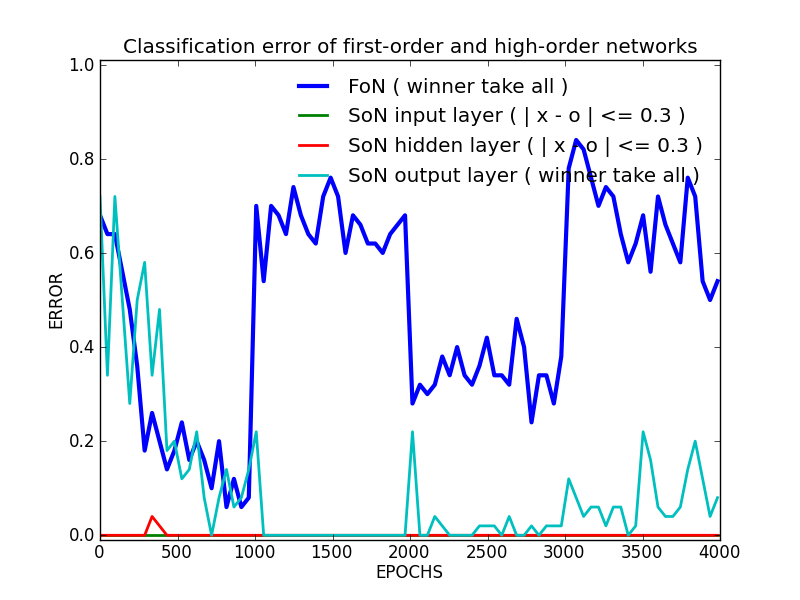 Classification error of first-order and high-order networks
FoN ( winner take all )
SoN input layer ( | x - o | <= 0.3 )
SoN hidden layer ( | x - o | <= 0.3 )
SoN output layer ( winner take all )
ERROR
1.0
0.8
0.6
0.4
0.2
0.0
0 500 1000 1500 2000 2500 3000 3500 4000
EPOCHS